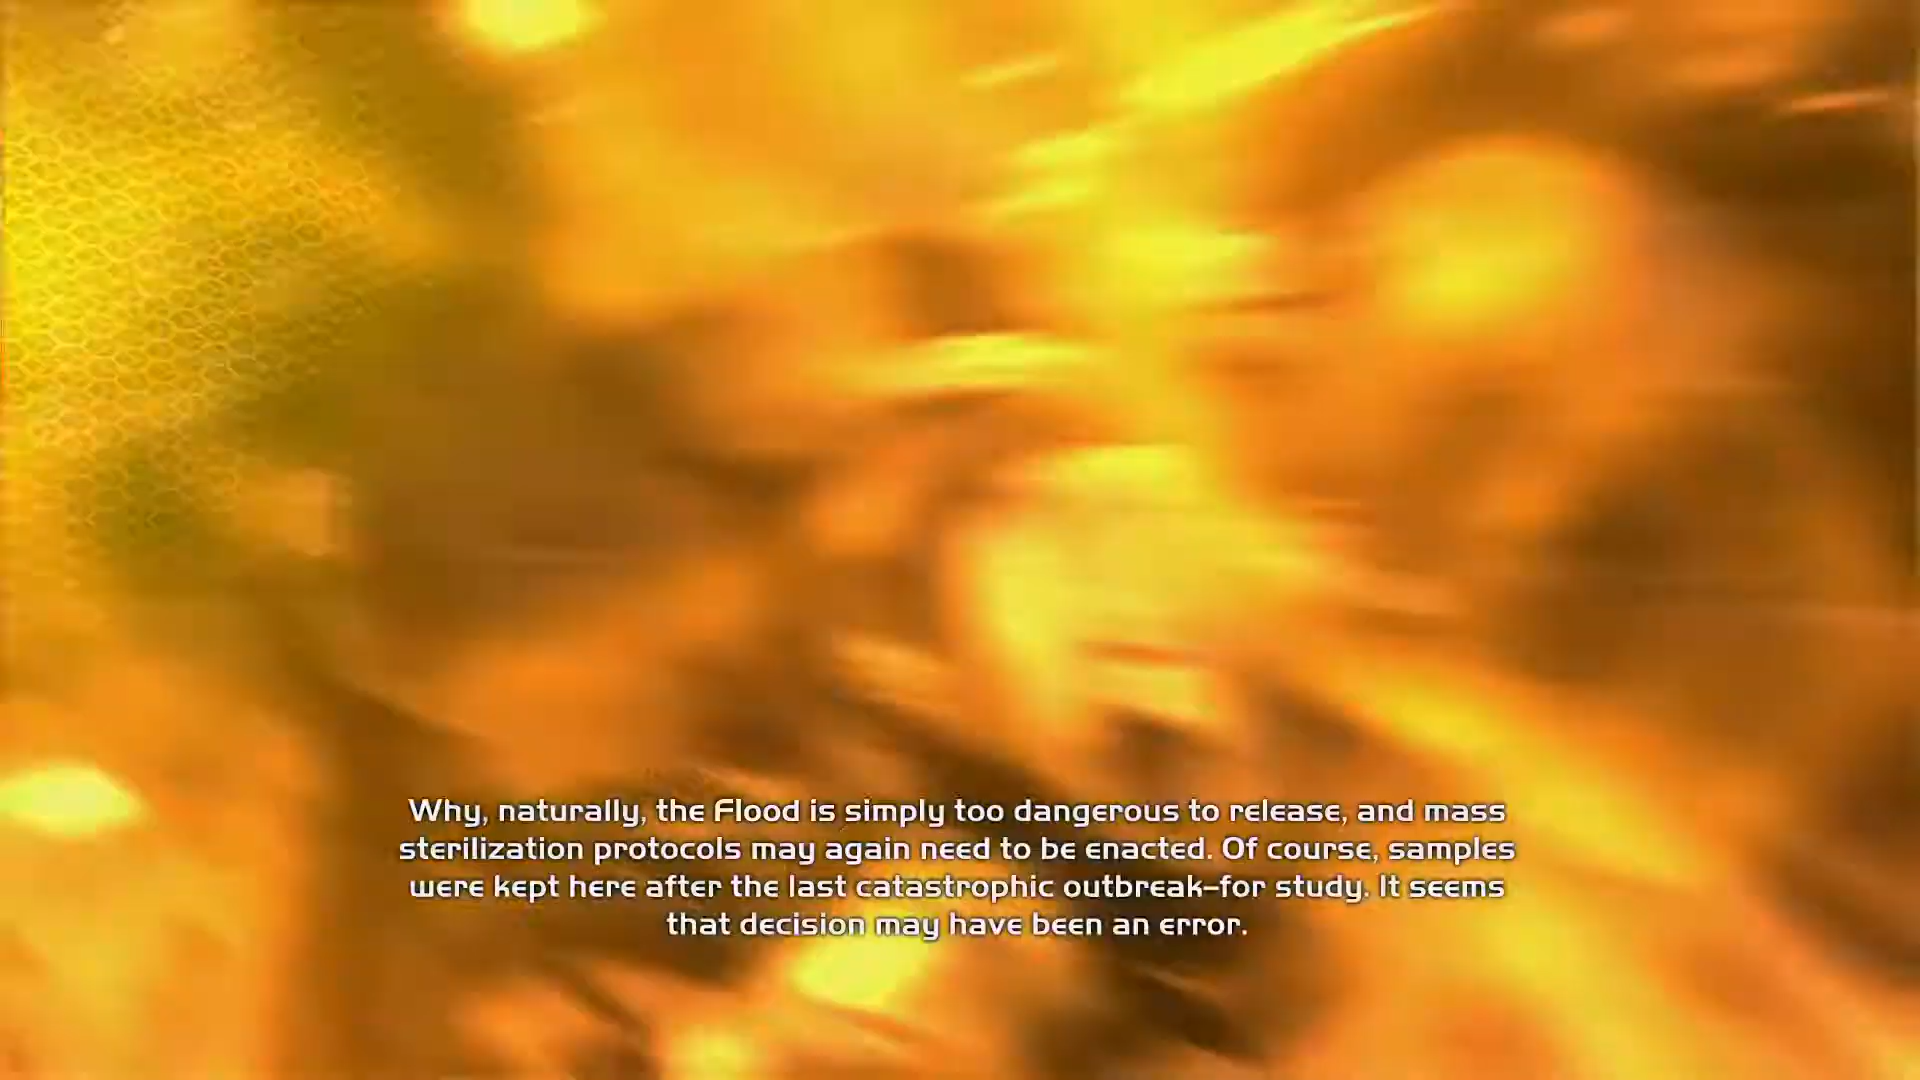 Why, naturally, the Flood is simply too dangerous to release, and mass
sterilization protocols may again need to be enacted. Of course, samples
were kept here after the last catastrophic outbreak–for study. It seems
that decision may have been an error.